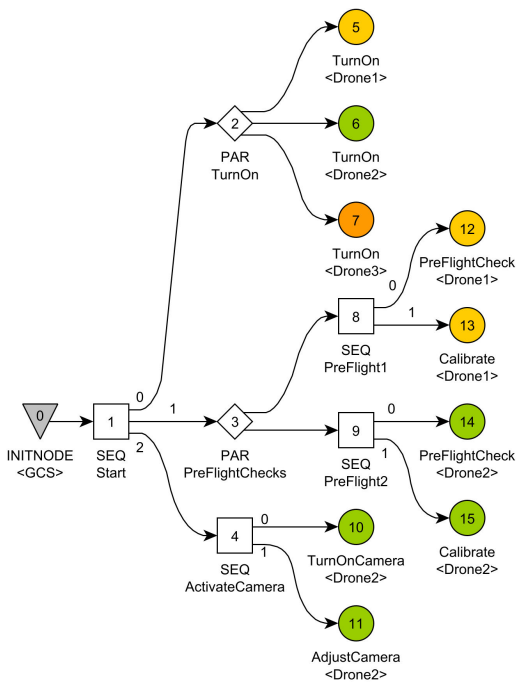 5
TurnOn
<Drone1>
2
PAR
TurnOn
6
TurnOn
<Drone2>
7
TurnOn
<Drone3>
12
PreFlightCheck
<Drone1>
0
8
1
13
SEQ
PreFlight1
Calibrate
<Drone1>
0
INITNODE
<GCS>
1
SEQ
Start
0
1
2
3
PAR
PreFlightChecks
9
SEQ
PreFlight2
0
1
14
PreFlightCheck
<Drone2>
15
Calibrate
<Drone2>
4
SEQ
ActivateCamera
0
1
10
TurnOnCamera
<Drone2>
11
AdjustCamera
<Drone2>